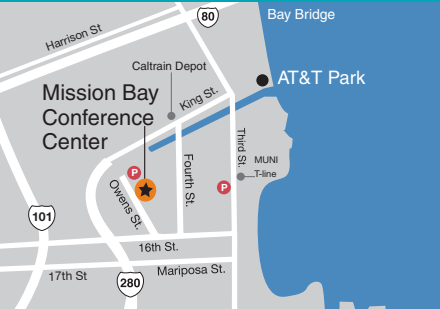 80
Bay Bridge
Harrison St
Caltrain Depot
AT&T Park
Mission Bay
Conference
Center
King St.
Third St.
MUNI
T-line
Fourth St.
P
P
Owens St.
101
16th St.
17th St
Mariposa St.
280